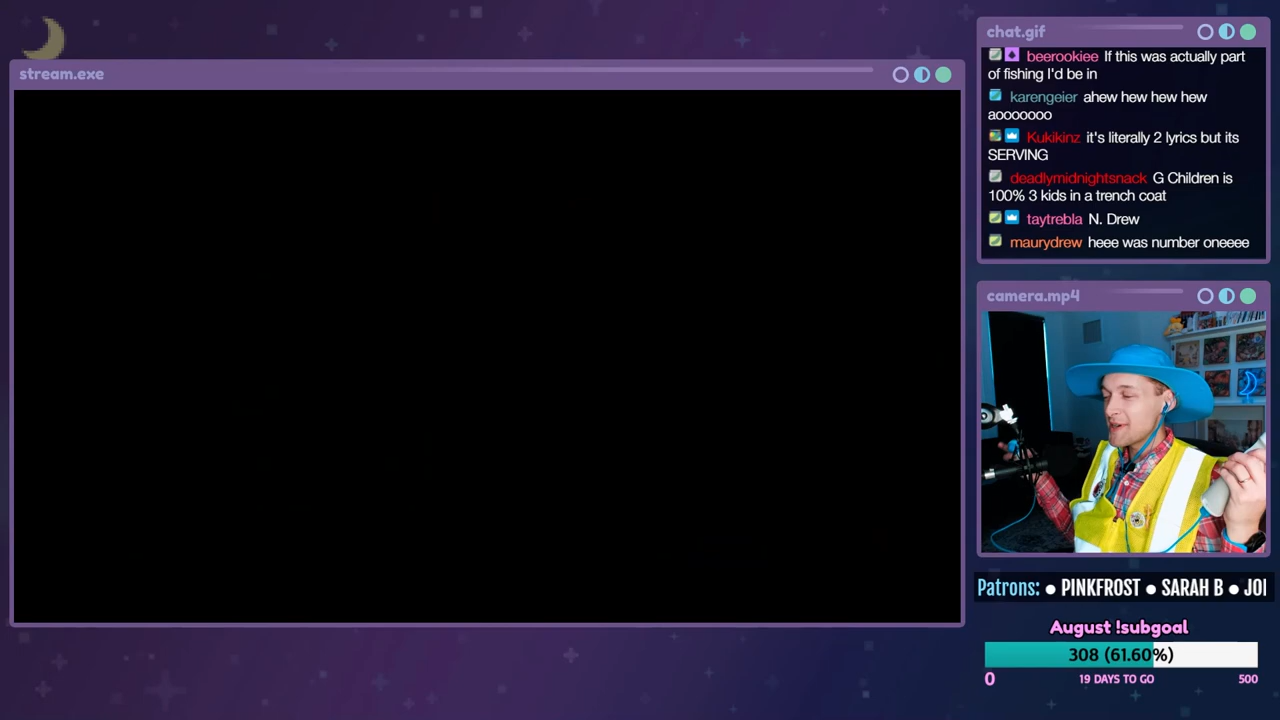 stream.exe
chat.gif
beerookiee If this was actually part
of fishing I'd be in
karengeier ahew hew hew hew
aooooooo
Kukikinz it's literally 2 lyrics but its
SERVING
deadlymidnightsnack G Children is
100% 3 kids in a trench coat
taytrebla N. Drew
maurydrew heee was number oneeee
camera.mp4
Patrons: ● PINKFROST ● SARAH B ● JOI
August !subgoal
308 (61.60%)
0 19 DAYS TO GO 500